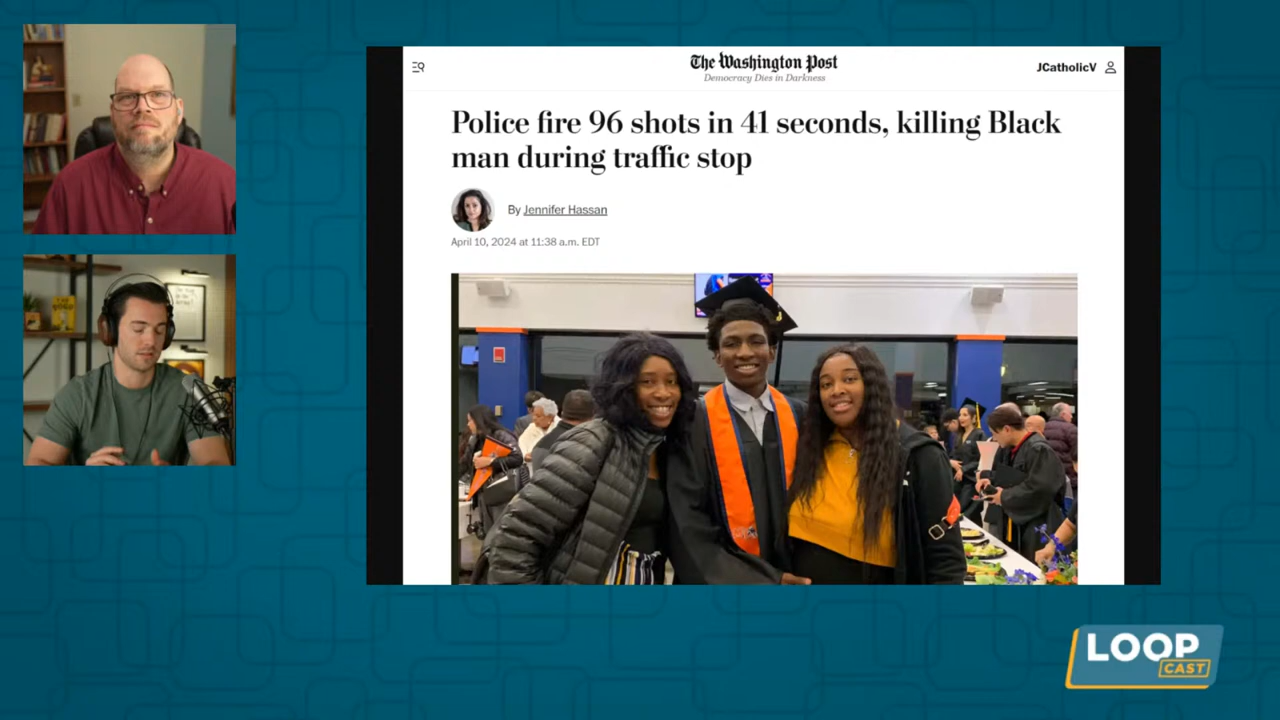 The Washington Post
Democracy Dies in Darkness
JCatholicV
Police fire 96 shots in 41 seconds, killing Black
man during traffic stop
By Jennifer Hassan
April 10, 2024 at 11:38 a.m. EDT
LOOP
CAST